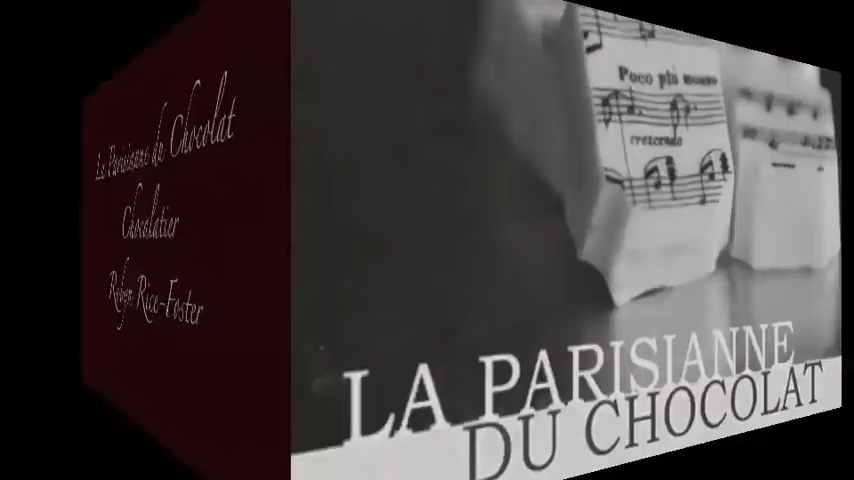 La Parisianne du Chocolat
Chocolatier
Robyn Rice-Foster
Poco più mosso
crescendo
LA PARISIANNE
DU CHOCOLAT